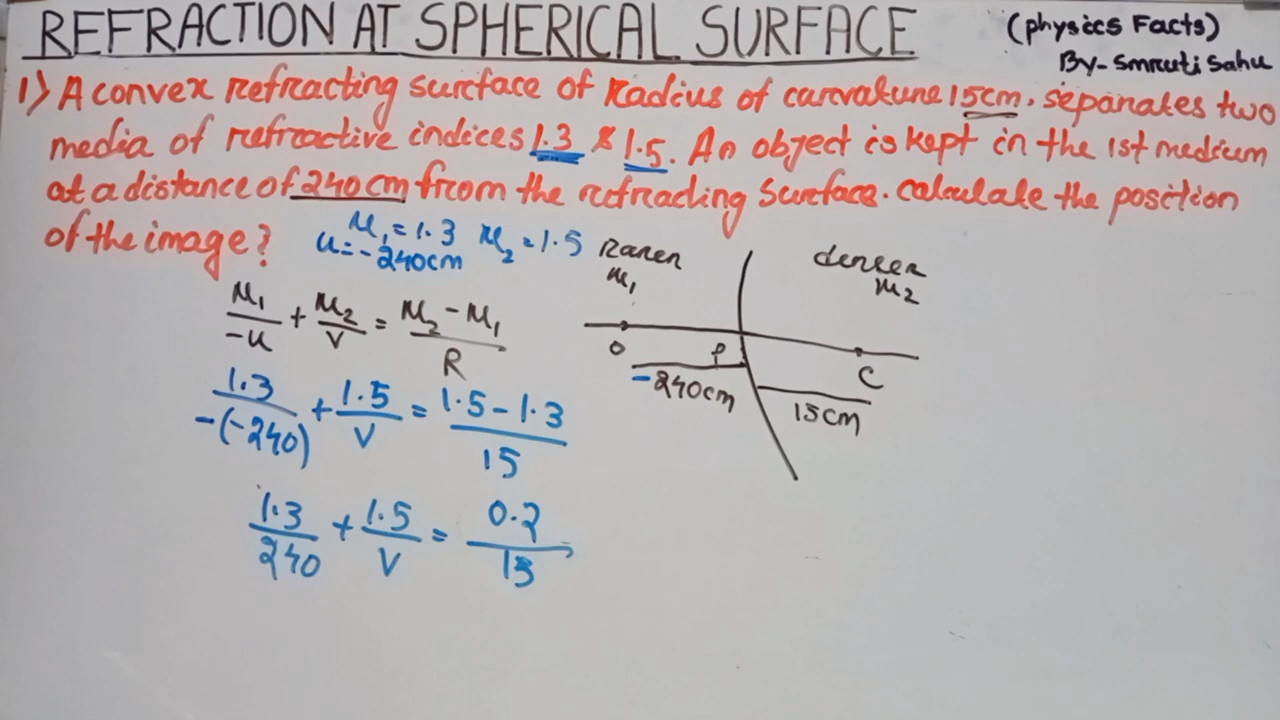 REFRACTION AT SPHERICAL SURFACE
(physics Facts)
By- Smruti Sahu
1) A convex refracting surface of Radius of curvature 15cm. separates two
media of refractive indices 1.3 & 1.5. An object is kept in the 1st medium
at a distance of 240 cm from the refracting surface. calculate the position
of the image?
μ₁ = 1.3 μ₂ = 1.5
u = -240cm
Rarer
μ₁
denser
μ₂
μ₁/-u + μ₂/v = μ₂ - μ₁/R
O
P
C
-240cm
15cm
1.3/-(-240) + 1.5/v = 1.5 - 1.3/15
1.3/240 + 1.5/v = 0.2/15